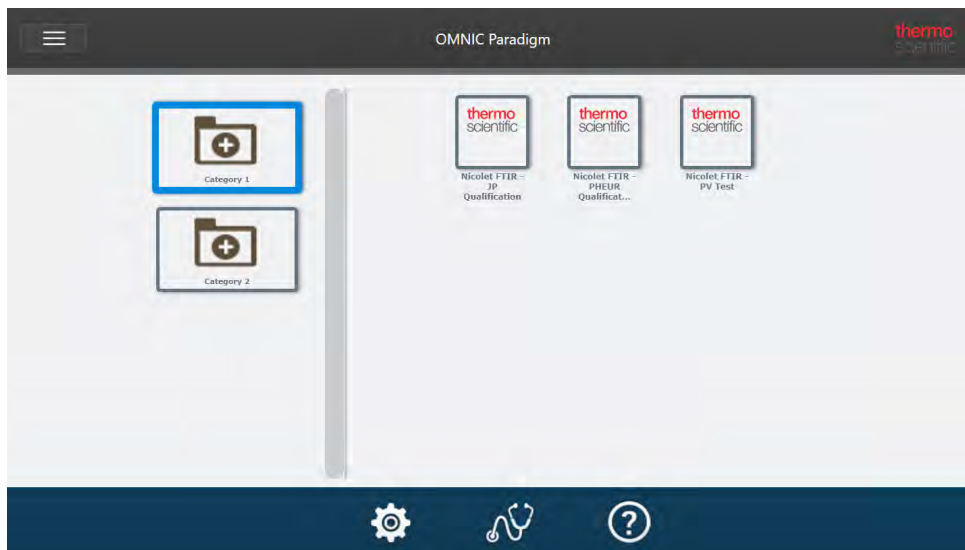 OMNIC Paradigm
thermo
scientific
Category 1
Category 2
thermo
scientific
Nicolet FTIR -
JP
Qualification
thermo
scientific
Nicolet FTIR -
PHEUR
Qualificat...
thermo
scientific
Nicolet FTIR -
PV Test
?